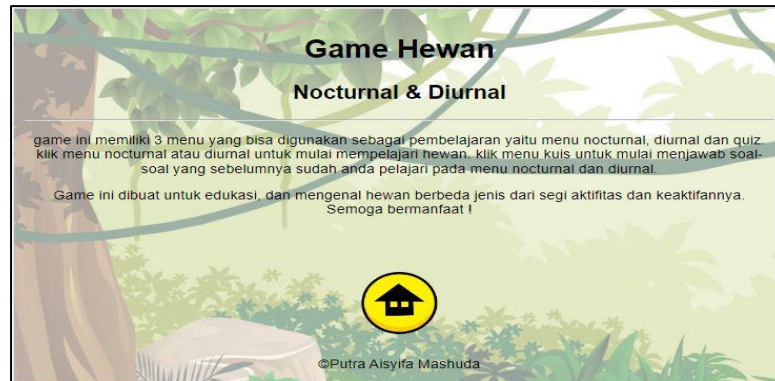 Game Hewan
Nocturnal & Diurnal
game ini memiliki 3 menu yang bisa digunakan sebagai pembelajaran yaitu menu nocturnal, diurnal dan quiz.
klik menu nocturnal atau diurnal untuk mulai mempelajari hewan. klik menu kuis untuk mulai menjawab soal-
soal yang sebelumnya sudah anda pelajari pada menu nocturnal dan diurnal.
Game ini dibuat untuk edukasi, dan mengenal hewan berbeda jenis dari segi aktifitas dan keaktifannya.
Semoga bermanfaat !
©Putra Aisyifa Mashuda